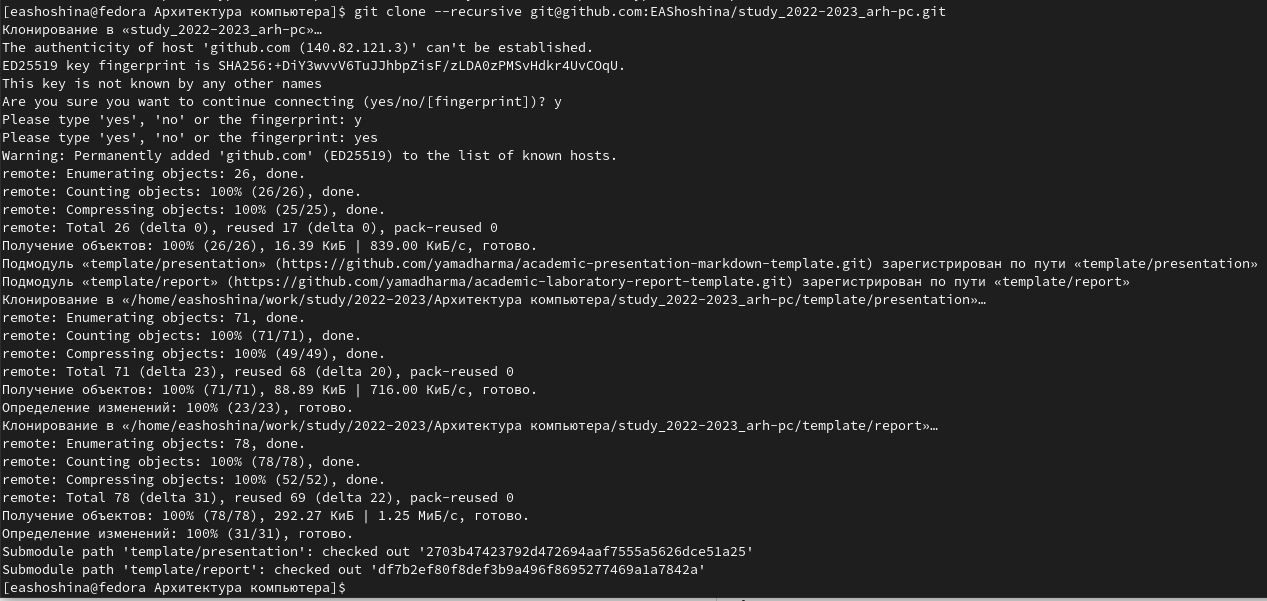 [eashoshina@fedora Архитектура компьютера]$ git clone --recursive git@github.com:EAShoshina/study_2022-2023_arh-pc.git
Клонирование в «study_2022-2023_arh-pc»…
The authenticity of host 'github.com (140.82.121.3)' can't be established.
ED25519 key fingerprint is SHA256:+DiY3wvvV6TuJJhbpZisF/zLDA0zPMSvHdkr4UvCOqU.
This key is not known by any other names
Are you sure you want to continue connecting (yes/no/[fingerprint])? y
Please type 'yes', 'no' or the fingerprint: y
Please type 'yes', 'no' or the fingerprint: yes
Warning: Permanently added 'github.com' (ED25519) to the list of known hosts.
remote: Enumerating objects: 26, done.
remote: Counting objects: 100% (26/26), done.
remote: Compressing objects: 100% (25/25), done.
remote: Total 26 (delta 0), reused 17 (delta 0), pack-reused 0
Получение объектов: 100% (26/26), 16.39 КиБ | 839.00 КиБ/с, готово.
Подмодуль «template/presentation» (https://github.com/yamadharma/academic-presentation-markdown-template.git) зарегистрирован по пути «template/presentation»
Подмодуль «template/report» (https://github.com/yamadharma/academic-laboratory-report-template.git) зарегистрирован по пути «template/report»
Клонирование в «/home/eashoshina/work/study/2022-2023/Архитектура компьютера/study_2022-2023_arh-pc/template/presentation»…
remote: Enumerating objects: 71, done.
remote: Counting objects: 100% (71/71), done.
remote: Compressing objects: 100% (49/49), done.
remote: Total 71 (delta 23), reused 68 (delta 20), pack-reused 0
Получение объектов: 100% (71/71), 88.89 КиБ | 716.00 КиБ/с, готово.
Определение изменений: 100% (23/23), готово.
Клонирование в «/home/eashoshina/work/study/2022-2023/Архитектура компьютера/study_2022-2023_arh-pc/template/report»…
remote: Enumerating objects: 78, done.
remote: Counting objects: 100% (78/78), done.
remote: Compressing objects: 100% (52/52), done.
remote: Total 78 (delta 31), reused 69 (delta 22), pack-reused 0
Получение объектов: 100% (78/78), 292.27 КиБ | 1.25 МиБ/с, готово.
Определение изменений: 100% (31/31), готово.
Submodule path 'template/presentation': checked out '2703b47423792d472694aaf7555a5626dce51a25'
Submodule path 'template/report': checked out 'df7b2ef80f8def3b9a496f8695277469a1a7842a'
[eashoshina@fedora Архитектура компьютера]$